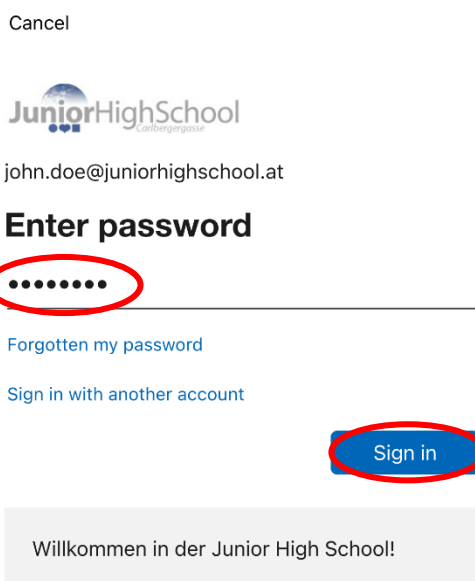 Cancel
JuniorHighSchool
Carlbergergasse
john.doe@juniorhighschool.at
Enter password
••••••••
Forgotten my password
Sign in with another account
Sign in
Willkommen in der Junior High School!